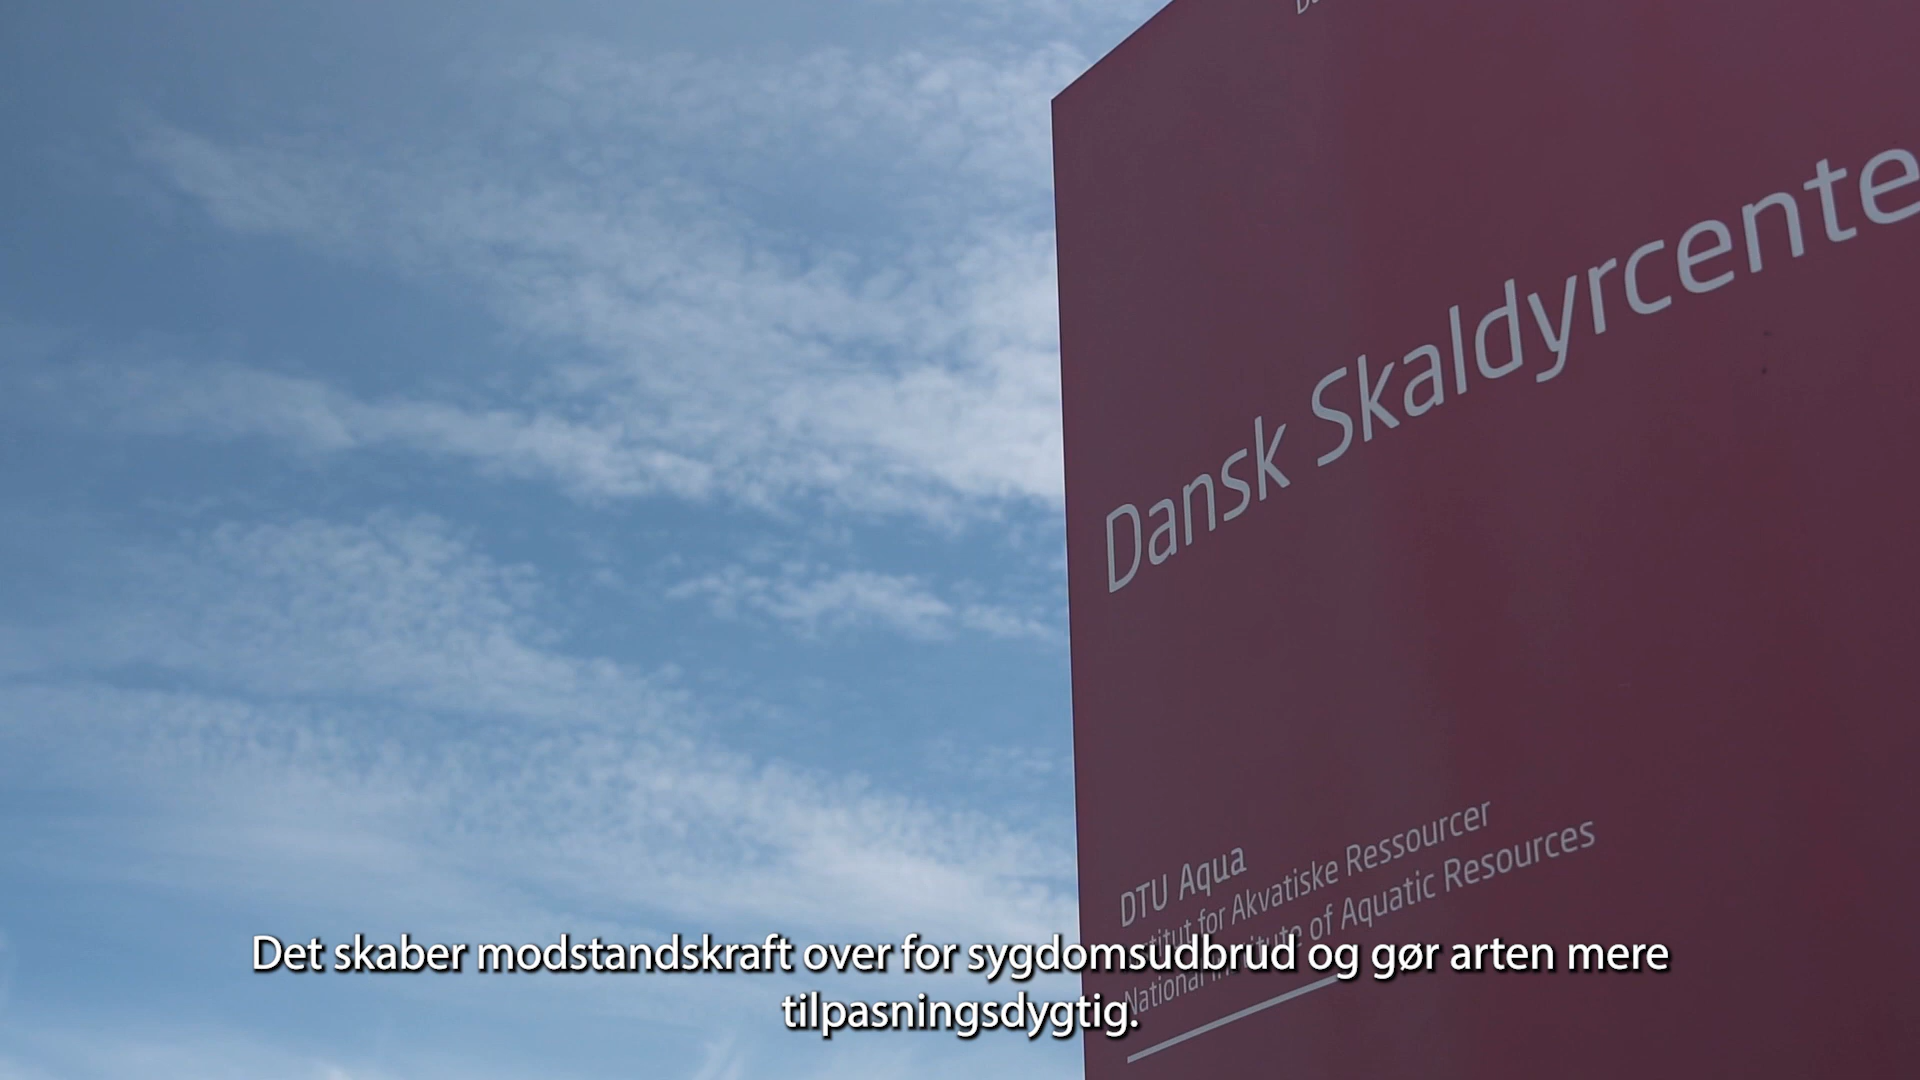 Dansk Skaldyrcente
DTU Aqua
Institut for Akvatiske Ressourcer
National Institute of Aquatic Resources
Det skaber modstandskraft over for sygdomsudbrud og gør arten mere
tilpasningsdygtig.